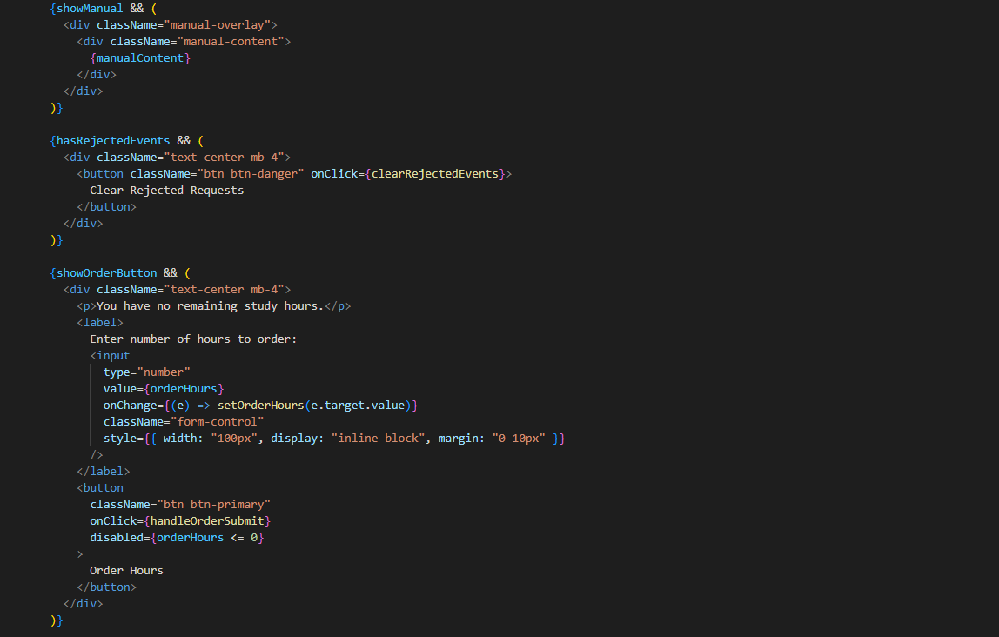 {showManual && (
<div className="manual-overlay">
<div className="manual-content">
{manualContent}
</div>
</div>
)}
{hasRejectedEvents && (
<div className="text-center mb-4">
<button className="btn btn-danger" onClick={clearRejectedEvents}>
Clear Rejected Requests
</button>
</div>
)}
{showOrderButton && (
<div className="text-center mb-4">
<p>You have no remaining study hours.</p>
<label>
Enter number of hours to order:
<input
type="number"
value={orderHours}
onChange={(e) => setOrderHours(e.target.value)}
className="form-control"
style={{ width: "100px", display: "inline-block", margin: "0 10px" }}
/>
</label>
<button
className="btn btn-primary"
onClick={handleOrderSubmit}
disabled={orderHours <= 0}
>
Order Hours
</button>
</div>
)}